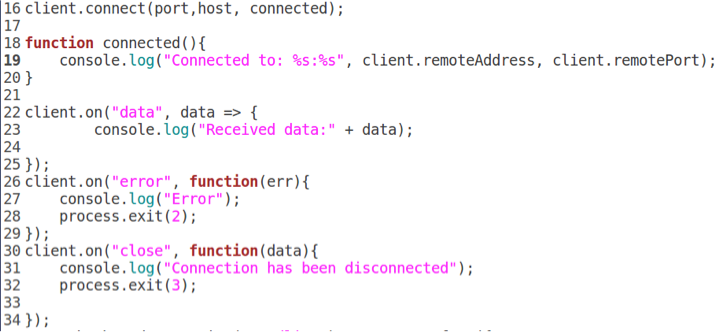 16 client.connect(port,host, connected);
17
18 function connected(){
19     console.log("Connected to: %s:%s", client.remoteAddress, client.remotePort);
20 }
21
22 client.on("data", data => {
23         console.log("Received data:" + data);
24
25 });
26 client.on("error", function(err){
27     console.log("Error");
28     process.exit(2);
29 });
30 client.on("close", function(data){
31     console.log("Connection has been disconnected");
32     process.exit(3);
33
34 });